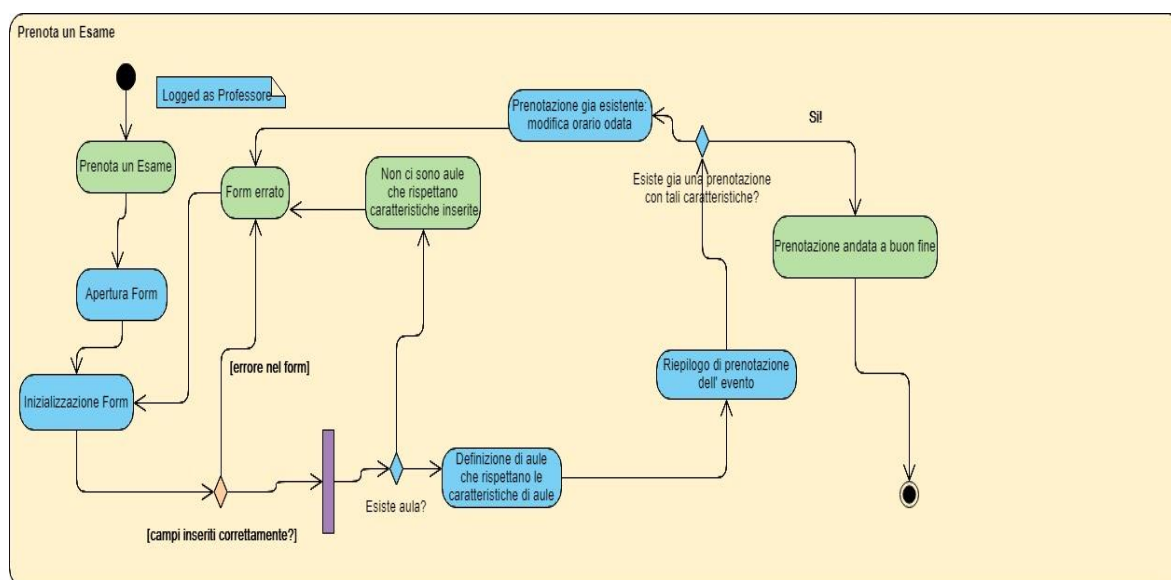 Prenota un Esame
Logged as Professore
Prenotazione gia esistente:
modifica orario odata
Si!
Prenota un Esame
Form errato
Non ci sono aule
che rispettano
caratteristiche inserite
Esiste gia una prenotazione
con tali caratteristiche?
Prenotazione andata a buon fine
Apertura Form
[errore nel form]
Riepilogo di prenotazione
dell' evento
Inizializzazione Form
Definizione di aule
che rispettano le
caratteristiche di aule
Esiste aula?
[campi inseriti correttamente?]